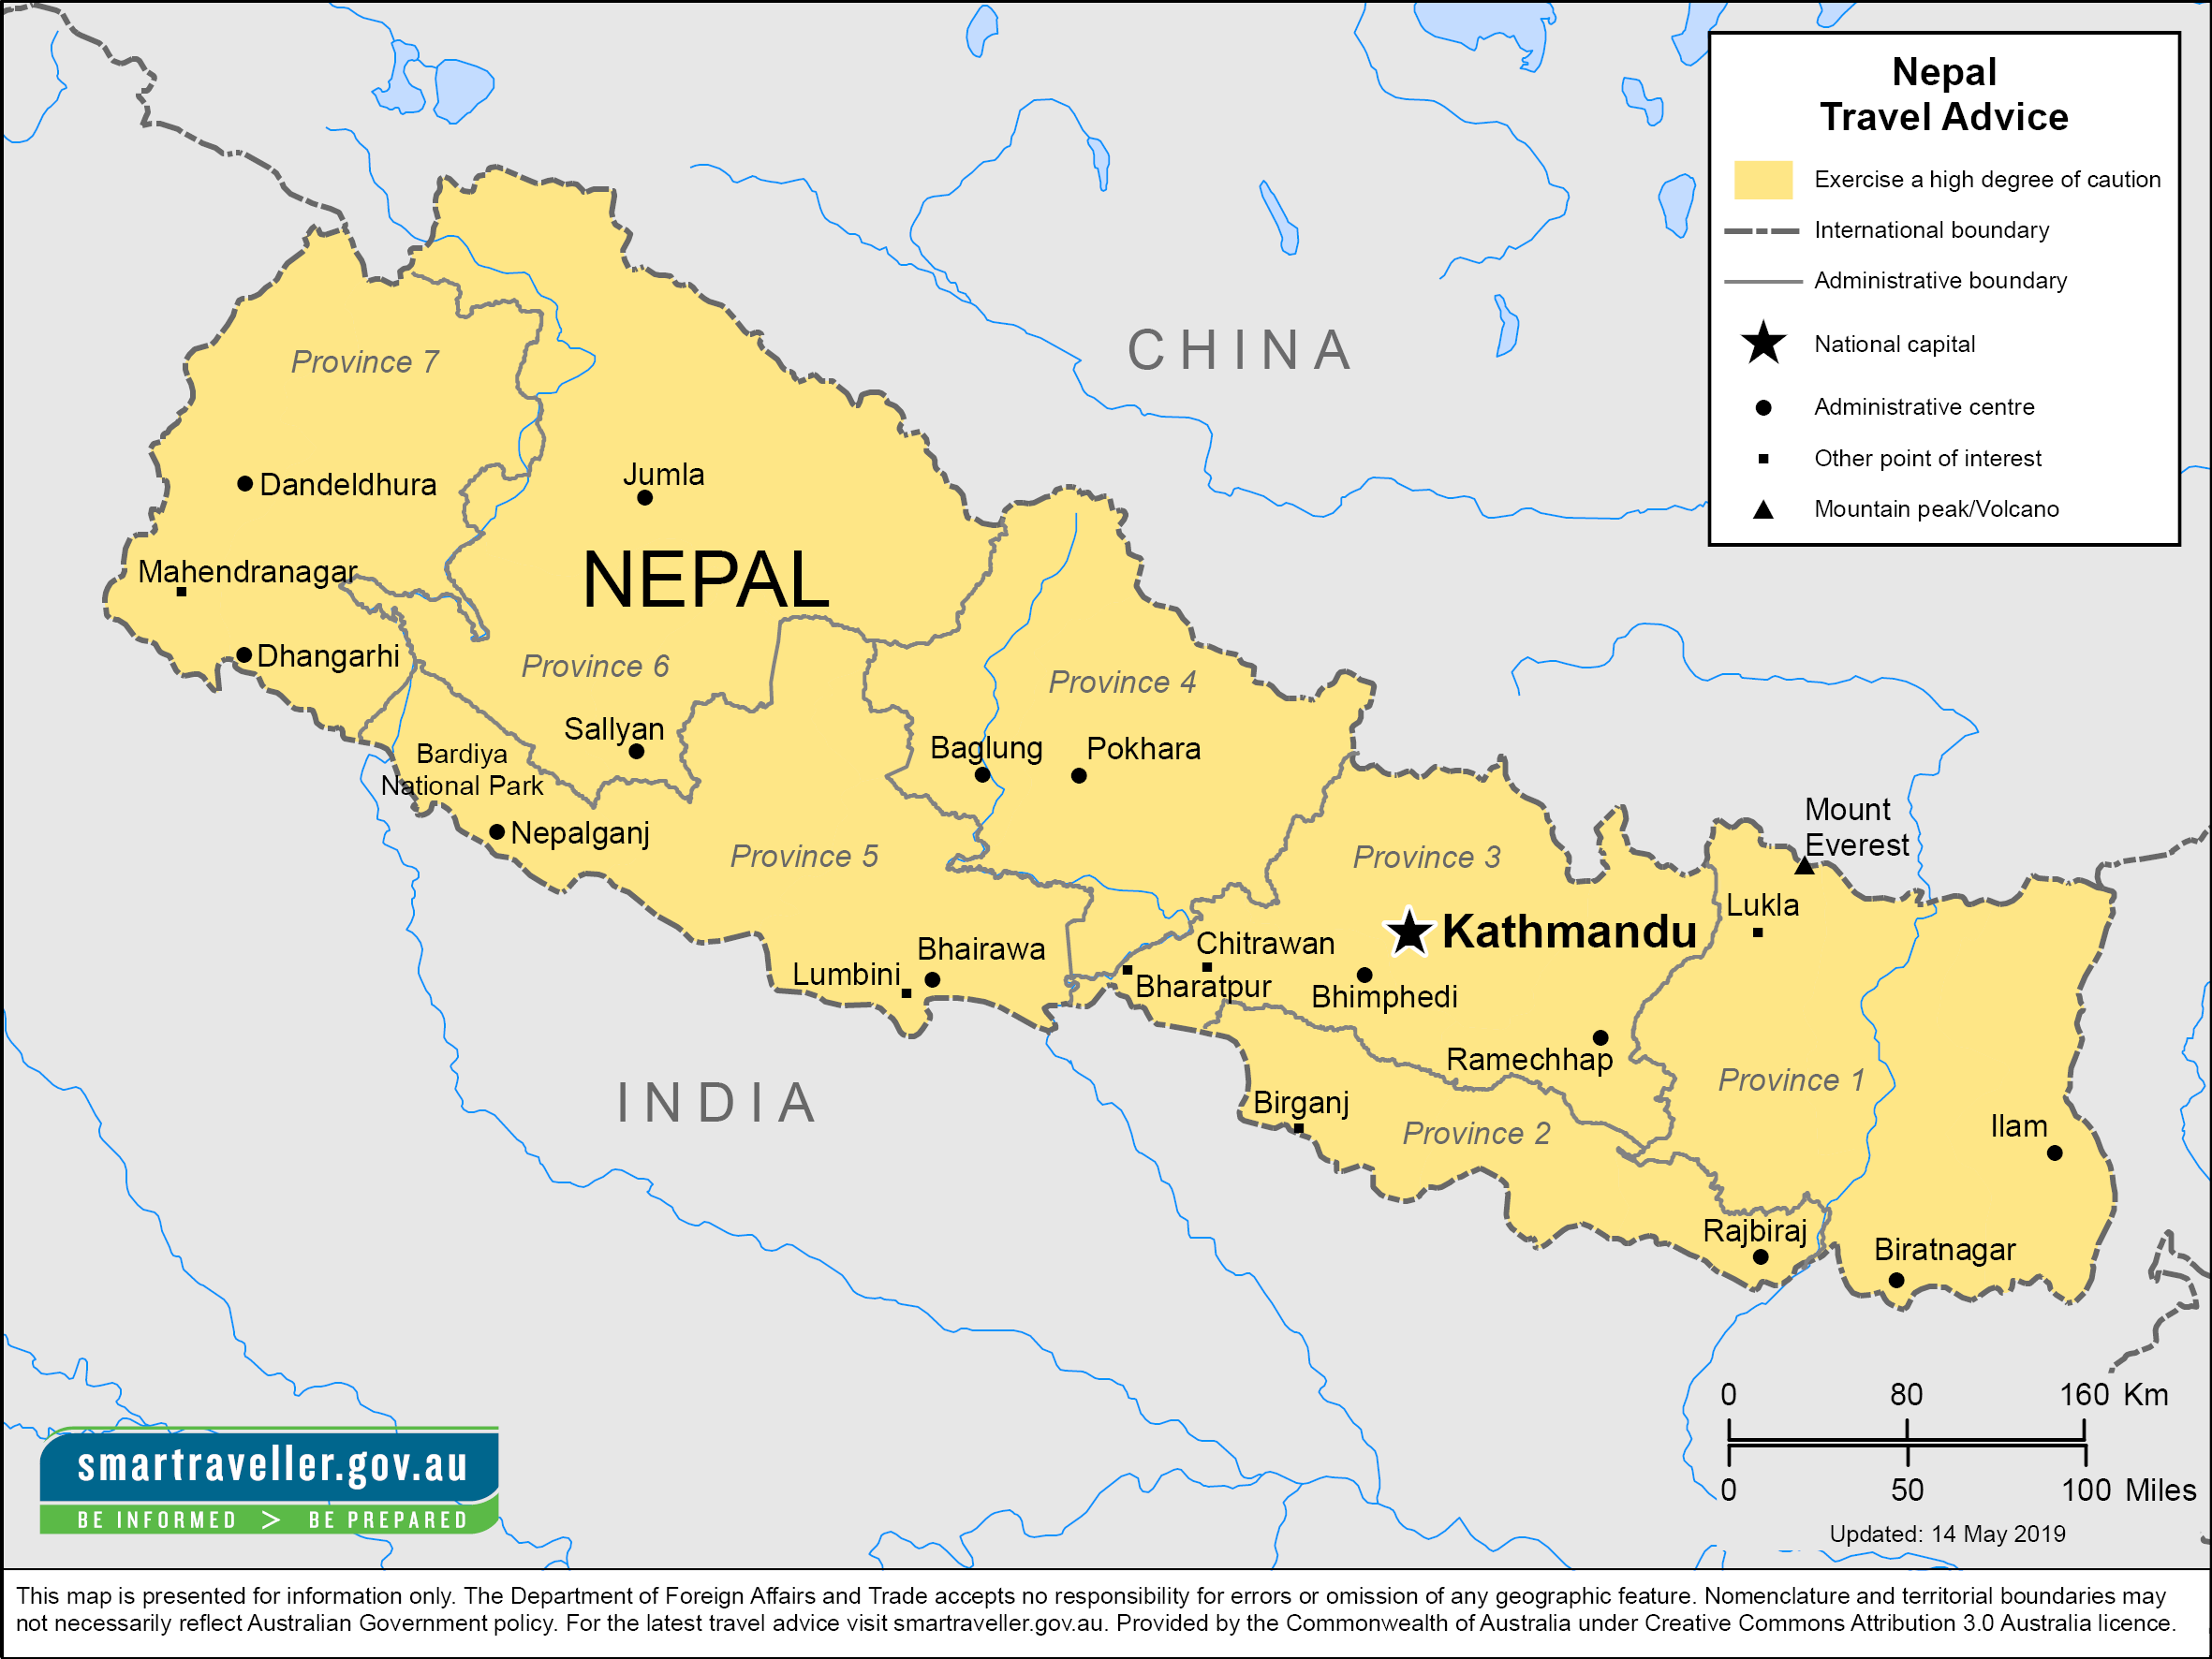 Nepal
Travel Advice
Exercise a high degree of caution
International boundary
Administrative boundary
National capital
Administrative centre
Other point of interest
Mountain peak/Volcano
CHINA
Province 7
Dandeldhura
Jumla
NEPAL
Mahendranagar
Dhangarhi
Province 6
Province 4
Sallyan
Bardiya
National Park
Baglung
Pokhara
Nepalganj
Province 5
Province 3
Mount
Everest
Lukla
Kathmandu
Bhairawa
Lumbini
Chitrawan
Bharatpur
Bhimphedi
Ramechhap
Province 1
INDIA
Birganj
Province 2
Ilam
Rajbiraj
Biratnagar
0 80 160 Km
0 50 100 Miles
Updated: 14 May 2019
smartraveller.gov.au
BE INFORMED > BE PREPARED
This map is presented for information only. The Department of Foreign Affairs and Trade accepts no responsibility for errors or omission of any geographic feature. Nomenclature and territorial boundaries may
not necessarily reflect Australian Government policy. For the latest travel advice visit smartraveller.gov.au. Provided by the Commonwealth of Australia under Creative Commons Attribution 3.0 Australia licence.